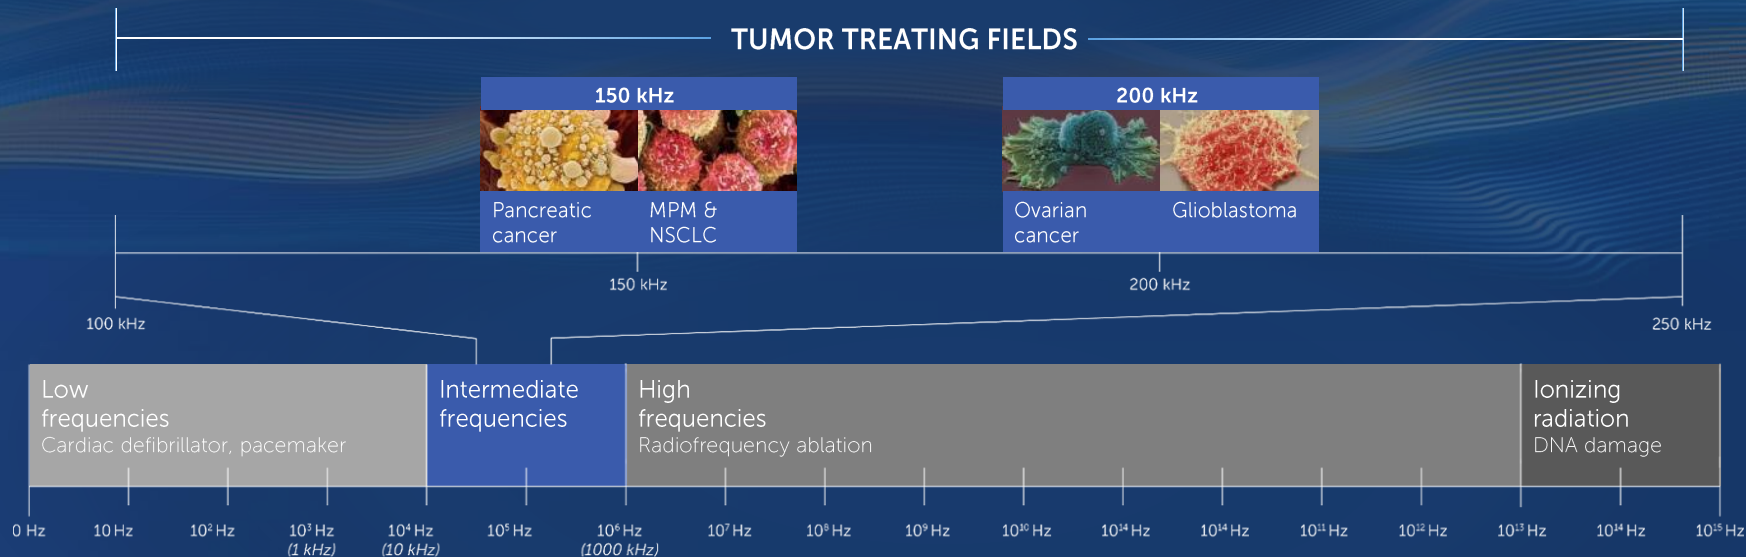 TUMOR TREATING FIELDS
150 kHz
Pancreatic
cancer
MPM &
NSCLC
200 kHz
Ovarian
cancer
Glioblastoma
150 kHz
200 kHz
100 kHz
250 kHz
Low
frequencies
Cardiac defibrillator, pacemaker
Intermediate
frequencies
High
frequencies
Radiofrequency ablation
Ionizing
radiation
DNA damage
0 Hz
10 Hz
10² Hz
10³ Hz
(1 kHz)
10⁴ Hz
(10 kHz)
10⁵ Hz
10⁶ Hz
(1000 kHz)
10⁷ Hz
10⁸ Hz
10⁹ Hz
10¹⁰ Hz
10¹⁴ Hz
10¹⁴ Hz
10¹¹ Hz
10¹² Hz
10¹³ Hz
10¹⁴ Hz
10¹⁵ Hz